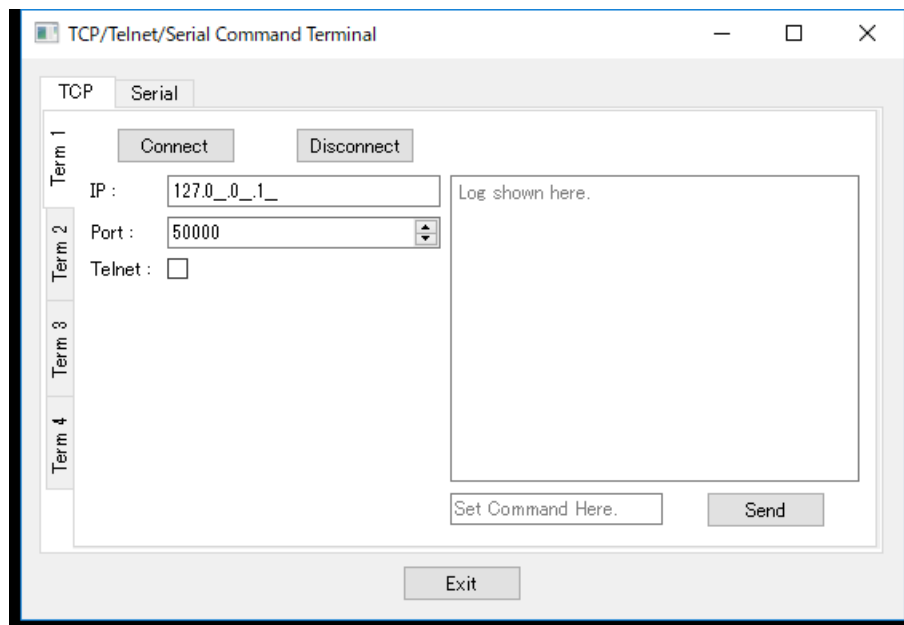 TCP/Telnet/Serial Command Terminal
TCP Serial
Term 1
Term 2
Term 3
Term 4
Connect Disconnect
IP : 127.0__.0__.1__
Port : 50000
Telnet :
Log shown here.
Set Command Here. Send
Exit